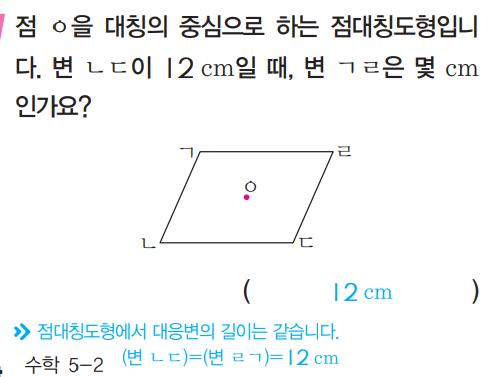 점 ㅇ을 대칭의 중심으로 하는 점대칭도형입니
다. 변 ㄴㄷ이 12 cm일 때, 변 ㄱㄹ은 몇 cm
인가요?
ㄱ ㄹ
ㅇ
ㄴ ㄷ
( 12 cm )
점대칭도형에서 대응변의 길이는 같습니다.
(변 ㄴㄷ)=(변 ㄹㄱ)=12 cm
수학 5-2